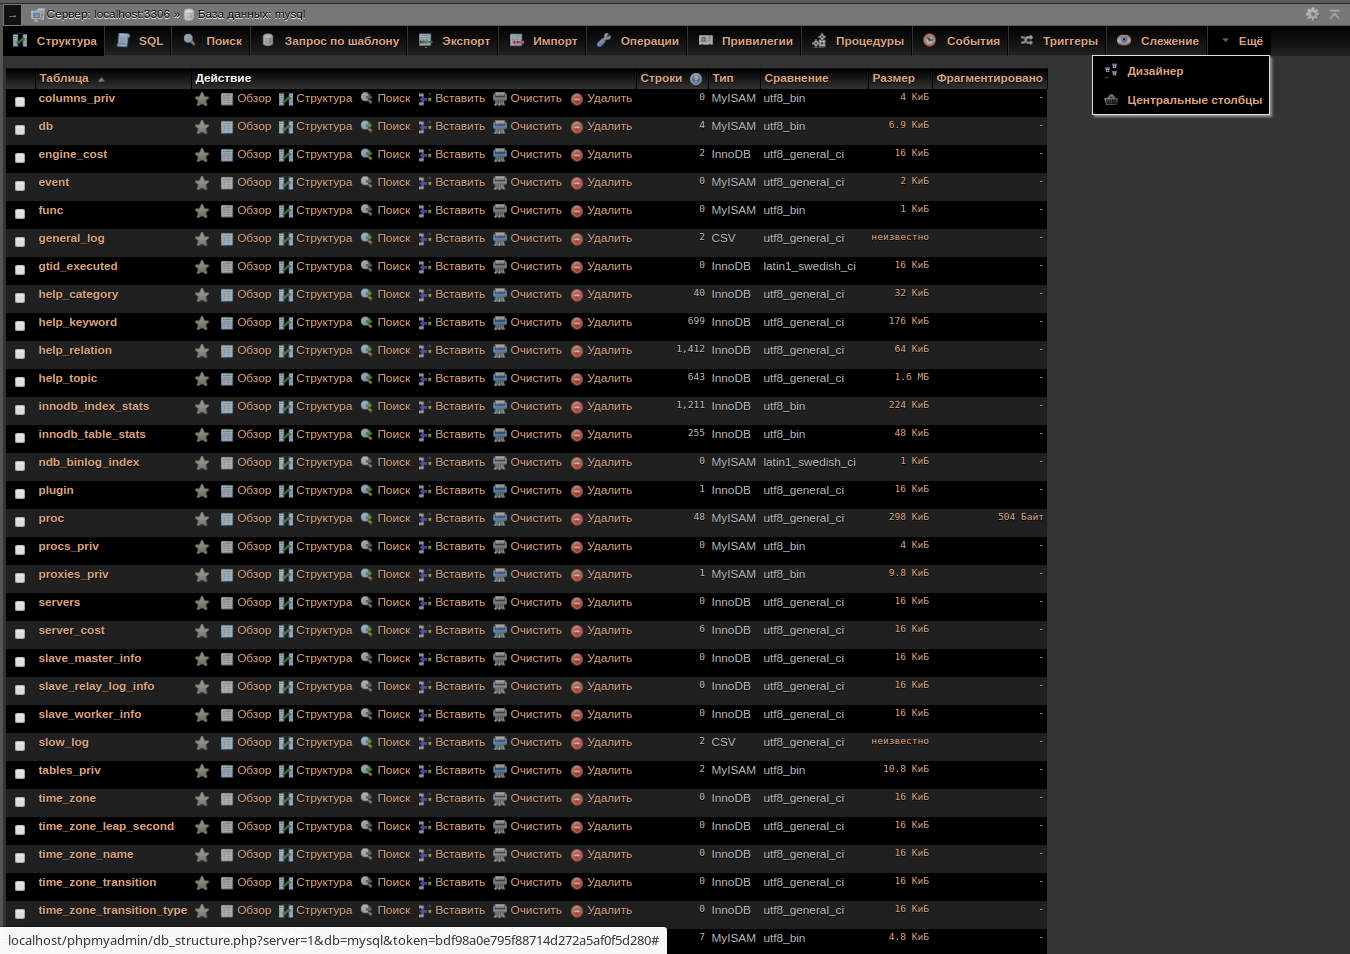 Сервер: localhost:3306 » База данных: mysql
Структура SQL Поиск Запрос по шаблону Экспорт Импорт Операции Привилегии Процедуры События Триггеры Слежение Ещё
Дизайнер
Центральные столбцы
Таблица Действие Строки Тип Сравнение Размер Фрагментировано
columns_priv Обзор Структура Поиск Вставить Очистить Удалить 0 MyISAM utf8_bin 4 КиБ -
db Обзор Структура Поиск Вставить Очистить Удалить 4 MyISAM utf8_bin 6.9 КиБ -
engine_cost Обзор Структура Поиск Вставить Очистить Удалить 2 InnoDB utf8_general_ci 16 КиБ -
event Обзор Структура Поиск Вставить Очистить Удалить 0 MyISAM utf8_general_ci 2 КиБ -
func Обзор Структура Поиск Вставить Очистить Удалить 0 MyISAM utf8_bin 1 КиБ -
general_log Обзор Структура Поиск Вставить Очистить Удалить 2 CSV utf8_general_ci неизвестно -
gtid_executed Обзор Структура Поиск Вставить Очистить Удалить 0 InnoDB latin1_swedish_ci 16 КиБ -
help_category Обзор Структура Поиск Вставить Очистить Удалить 40 InnoDB utf8_general_ci 32 КиБ -
help_keyword Обзор Структура Поиск Вставить Очистить Удалить 699 InnoDB utf8_general_ci 176 КиБ -
help_relation Обзор Структура Поиск Вставить Очистить Удалить 1,412 InnoDB utf8_general_ci 64 КиБ -
help_topic Обзор Структура Поиск Вставить Очистить Удалить 643 InnoDB utf8_general_ci 1.6 МБ -
innodb_index_stats Обзор Структура Поиск Вставить Очистить Удалить 1,211 InnoDB utf8_bin 224 КиБ -
innodb_table_stats Обзор Структура Поиск Вставить Очистить Удалить 255 InnoDB utf8_bin 48 КиБ -
ndb_binlog_index Обзор Структура Поиск Вставить Очистить Удалить 0 MyISAM latin1_swedish_ci 1 КиБ -
plugin Обзор Структура Поиск Вставить Очистить Удалить 1 InnoDB utf8_general_ci 16 КиБ -
proc Обзор Структура Поиск Вставить Очистить Удалить 48 MyISAM utf8_general_ci 298 КиБ 504 Байт
procs_priv Обзор Структура Поиск Вставить Очистить Удалить 0 MyISAM utf8_bin 4 КиБ -
proxies_priv Обзор Структура Поиск Вставить Очистить Удалить 1 MyISAM utf8_bin 9.8 КиБ -
servers Обзор Структура Поиск Вставить Очистить Удалить 0 InnoDB utf8_general_ci 16 КиБ -
server_cost Обзор Структура Поиск Вставить Очистить Удалить 6 InnoDB utf8_general_ci 16 КиБ -
slave_master_info Обзор Структура Поиск Вставить Очистить Удалить 0 InnoDB utf8_general_ci 16 КиБ -
slave_relay_log_info Обзор Структура Поиск Вставить Очистить Удалить 0 InnoDB utf8_general_ci 16 КиБ -
slave_worker_info Обзор Структура Поиск Вставить Очистить Удалить 0 InnoDB utf8_general_ci 16 КиБ -
slow_log Обзор Структура Поиск Вставить Очистить Удалить 2 CSV utf8_general_ci неизвестно -
tables_priv Обзор Структура Поиск Вставить Очистить Удалить 2 MyISAM utf8_bin 10.8 КиБ -
time_zone Обзор Структура Поиск Вставить Очистить Удалить 0 InnoDB utf8_general_ci 16 КиБ -
time_zone_leap_second Обзор Структура Поиск Вставить Очистить Удалить 0 InnoDB utf8_general_ci 16 КиБ -
time_zone_name Обзор Структура Поиск Вставить Очистить Удалить 0 InnoDB utf8_general_ci 16 КиБ -
time_zone_transition Обзор Структура Поиск Вставить Очистить Удалить 0 InnoDB utf8_general_ci 16 КиБ -
time_zone_transition_type Обзор Структура Поиск Вставить Очистить Удалить 0 InnoDB utf8_general_ci 16 КиБ -
7 MyISAM utf8_bin 4.8 КиБ -
localhost/phpmyadmin/db_structure.php?server=1&db=mysql&token=bdf98a0e795f88714d272a5af0f5d280#